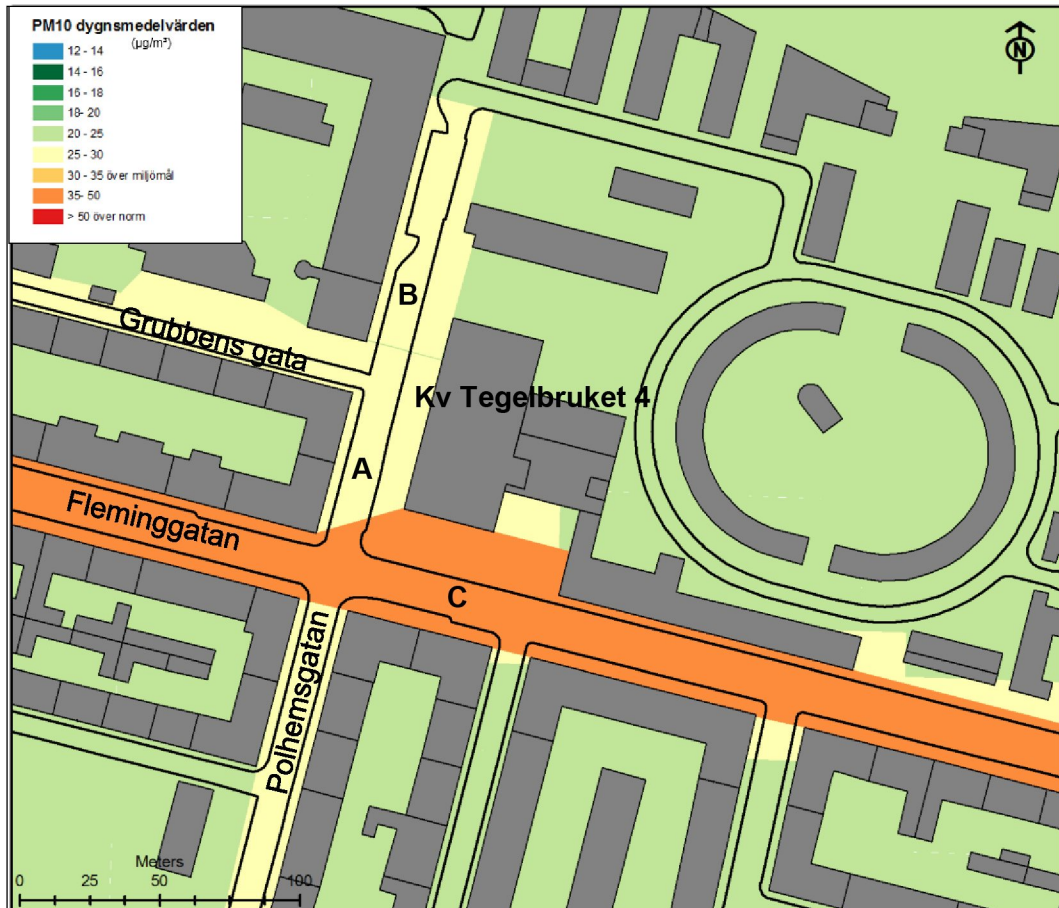 PM10 dygnsmedelvärden
(µg/m³)
12 - 14
14 - 16
16 - 18
18- 20
20 - 25
25 - 30
30 - 35 över miljömål
35- 50
> 50 över norm
N
B
Grubbens gata
Kv Tegelbruket 4
A
Fleminggatan
C
Polhemsgatan
Meters
0 25 50 100